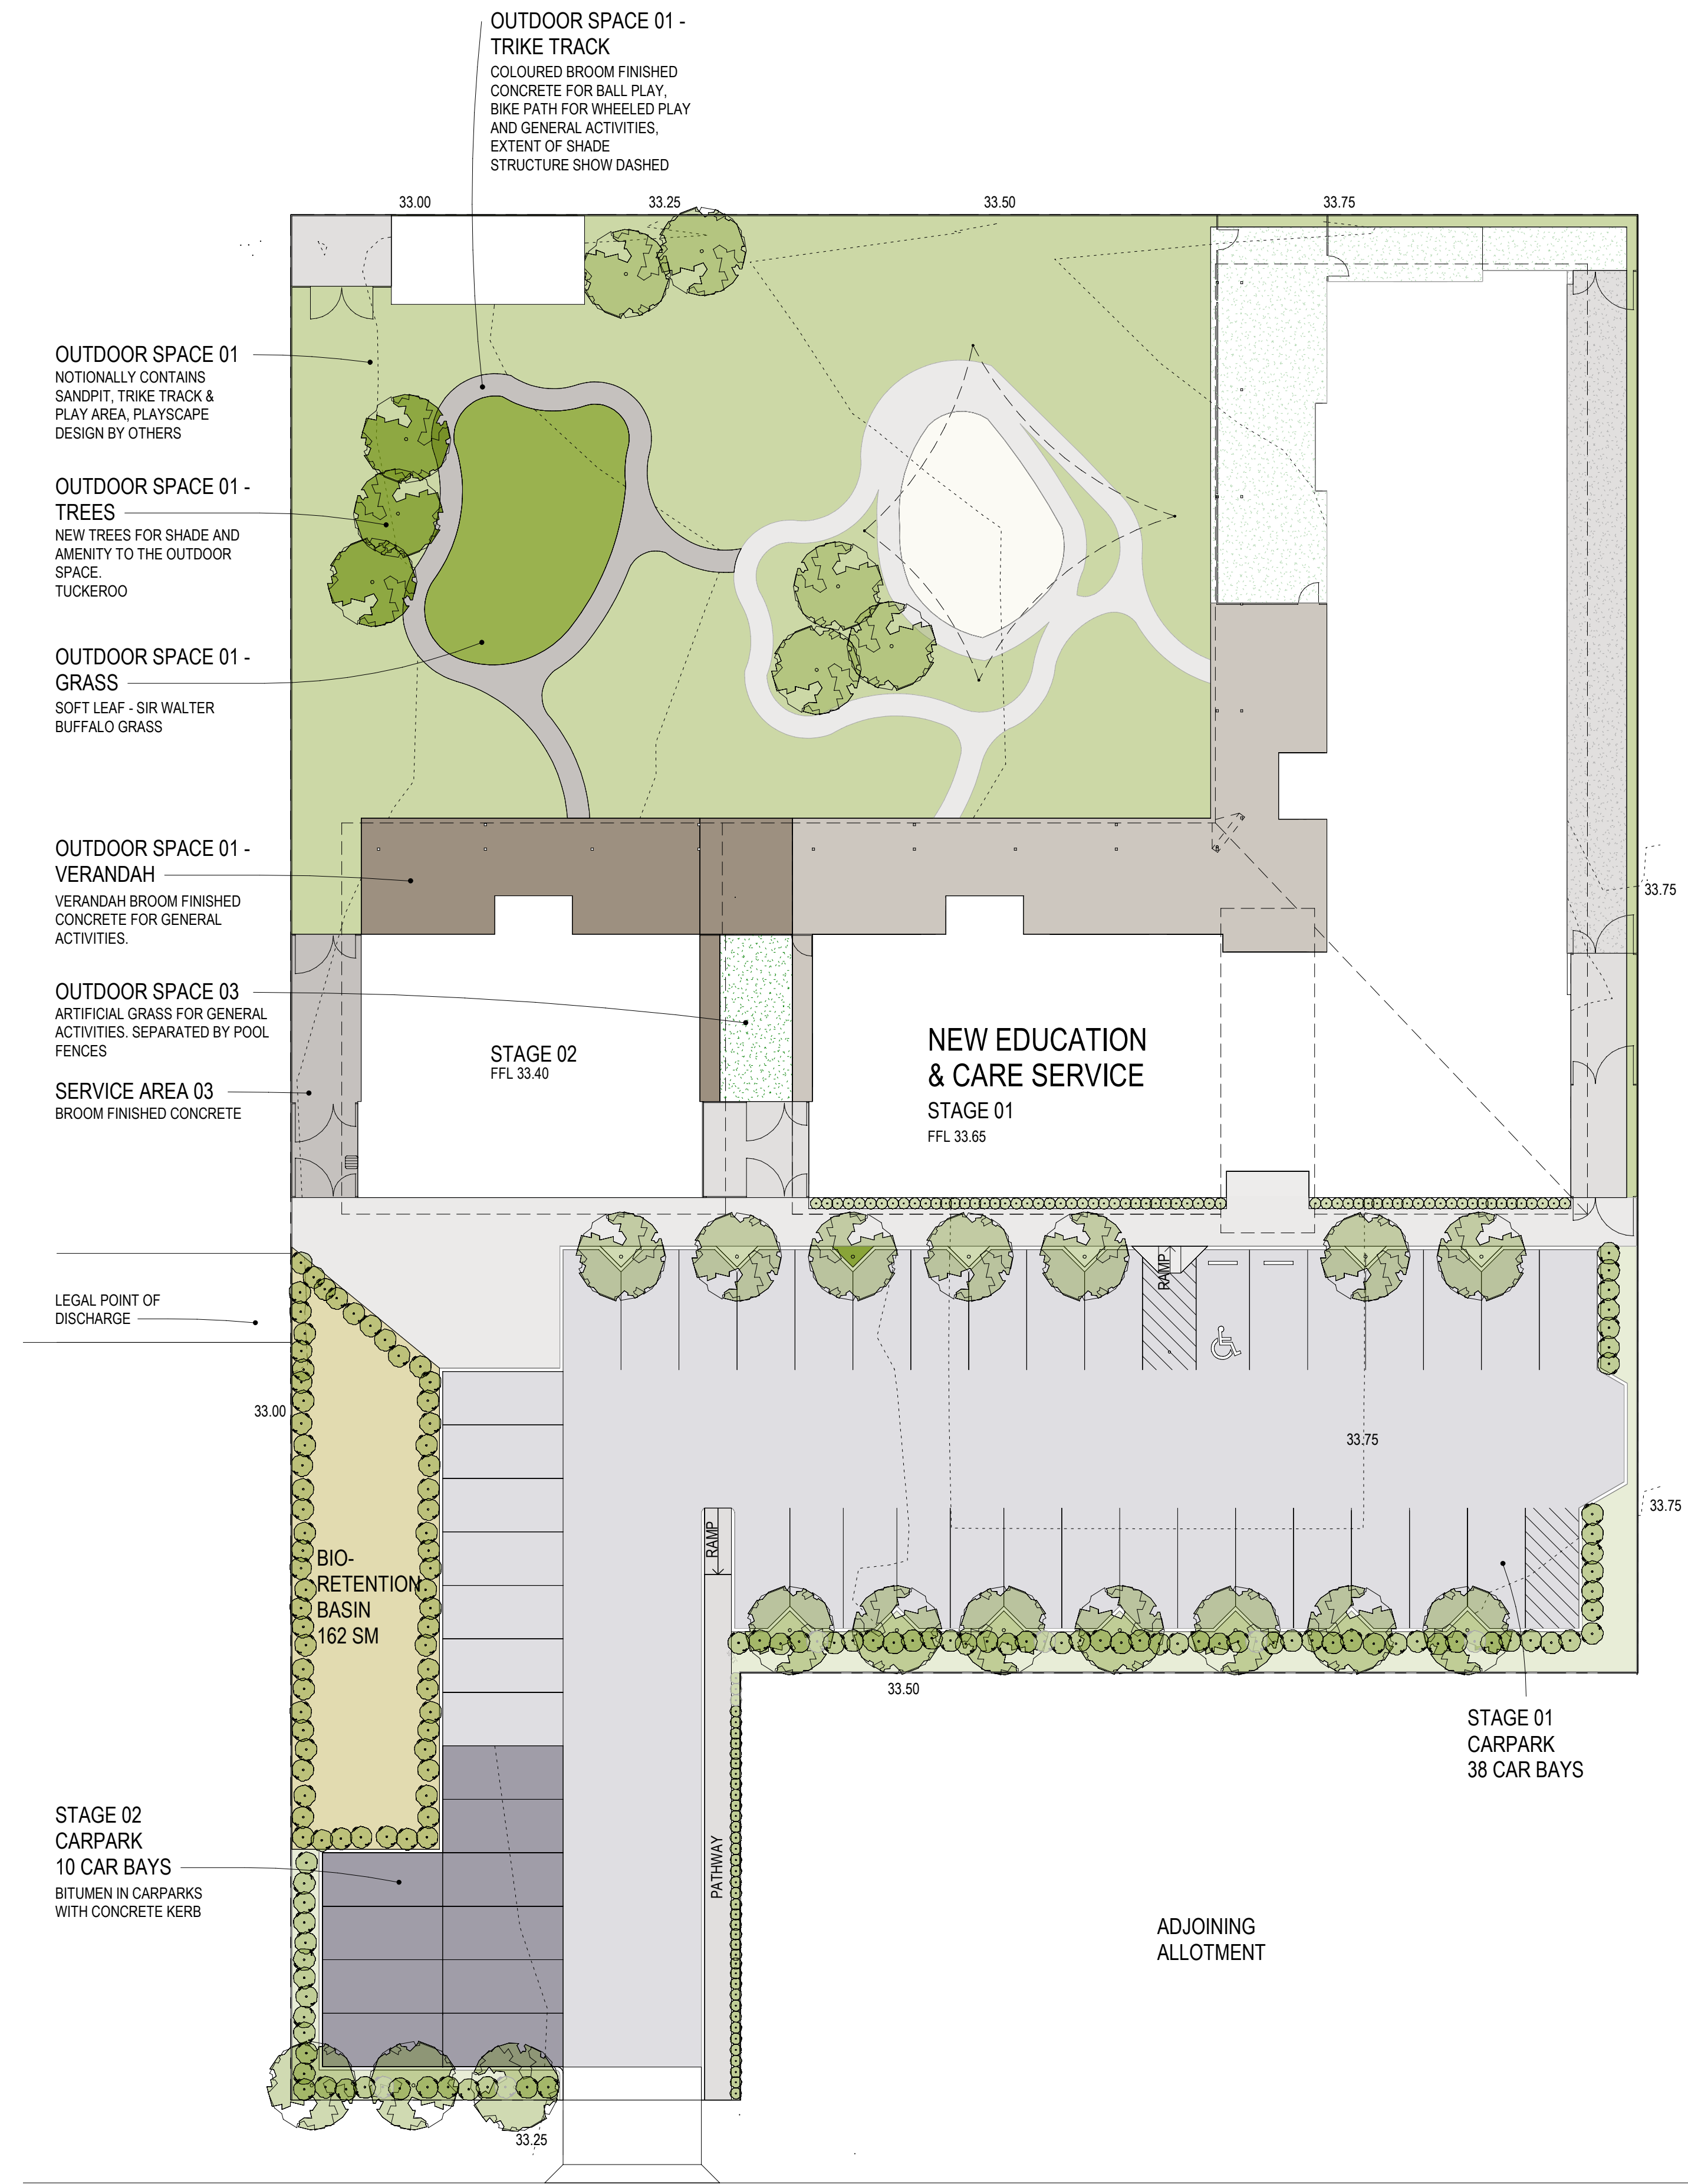 OUTDOOR SPACE 01 -
TRIKE TRACK
COLOURED BROOM FINISHED
CONCRETE FOR BALL PLAY,
BIKE PATH FOR WHEELED PLAY
AND GENERAL ACTIVITIES,
EXTENT OF SHADE
STRUCTURE SHOW DASHED
33.00
33.25
33.50
33.75
OUTDOOR SPACE 01
NOTIONALLY CONTAINS
SANDPIT, TRIKE TRACK &
PLAY AREA, PLAYSCAPE
DESIGN BY OTHERS
OUTDOOR SPACE 01 -
TREES
NEW TREES FOR SHADE AND
AMENITY TO THE OUTDOOR
SPACE.
TUCKEROO
OUTDOOR SPACE 01 -
GRASS
SOFT LEAF - SIR WALTER
BUFFALO GRASS
OUTDOOR SPACE 01 -
VERANDAH
VERANDAH BROOM FINISHED
CONCRETE FOR GENERAL
ACTIVITIES.
33.75
OUTDOOR SPACE 03
ARTIFICIAL GRASS FOR GENERAL
ACTIVITIES. SEPARATED BY POOL
FENCES
SERVICE AREA 03
BROOM FINISHED CONCRETE
STAGE 02
FFL 33.40
NEW EDUCATION
& CARE SERVICE
STAGE 01
FFL 33.65
RAMP
LEGAL POINT OF
DISCHARGE
33.00
33.75
33.75
RAMP
BIO-
RETENTION
BASIN
162 SM
33.50
STAGE 01
CARPARK
38 CAR BAYS
STAGE 02
CARPARK
10 CAR BAYS
BITUMEN IN CARPARKS
WITH CONCRETE KERB
PATHWAY
ADJOINING
ALLOTMENT
33.25